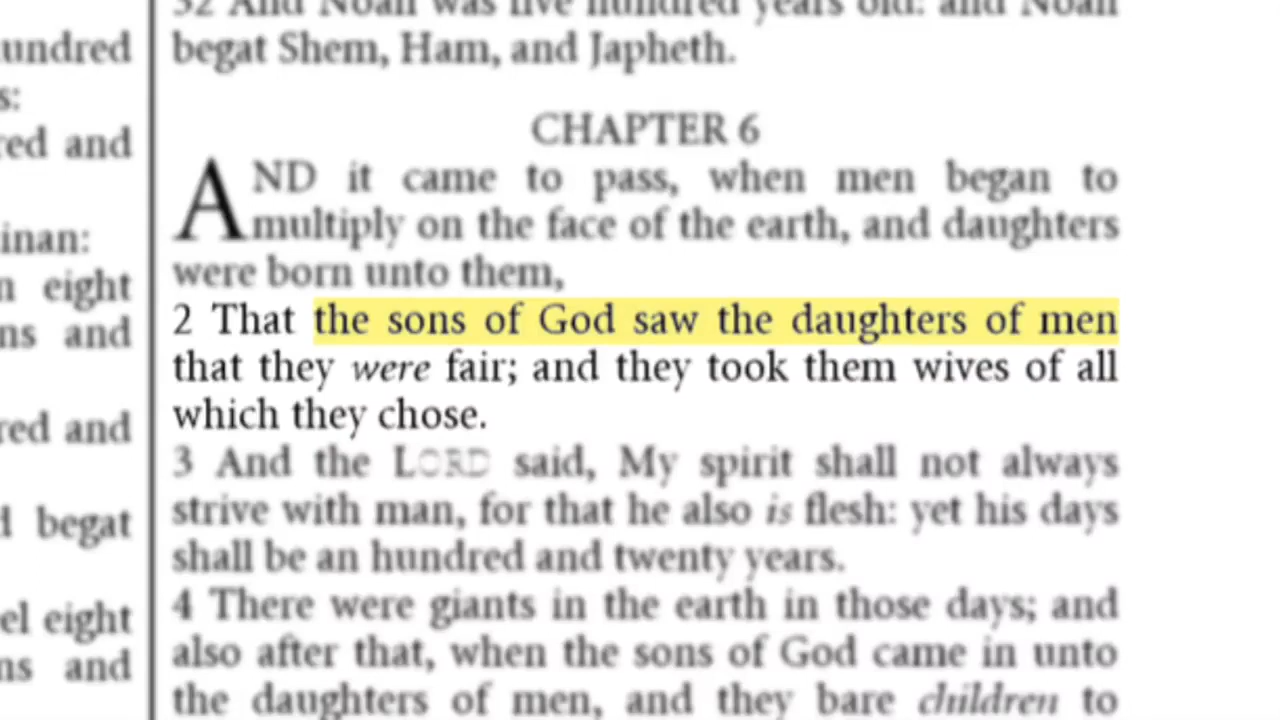 undred
s:
red and
inan:
n eight
ns and
red and
d begat
el eight
ns and
32 And Noah was five hundred years old: and Noah
begat Shem, Ham, and Japheth.
CHAPTER 6
AND it came to pass, when men began to
multiply on the face of the earth, and daughters
were born unto them,
2 That the sons of God saw the daughters of men
that they were fair; and they took them wives of all
which they chose.
3 And the LORD said, My spirit shall not always
strive with man, for that he also is flesh: yet his days
shall be an hundred and twenty years.
4 There were giants in the earth in those days; and
also after that, when the sons of God came in unto
the daughters of men, and they bare children to